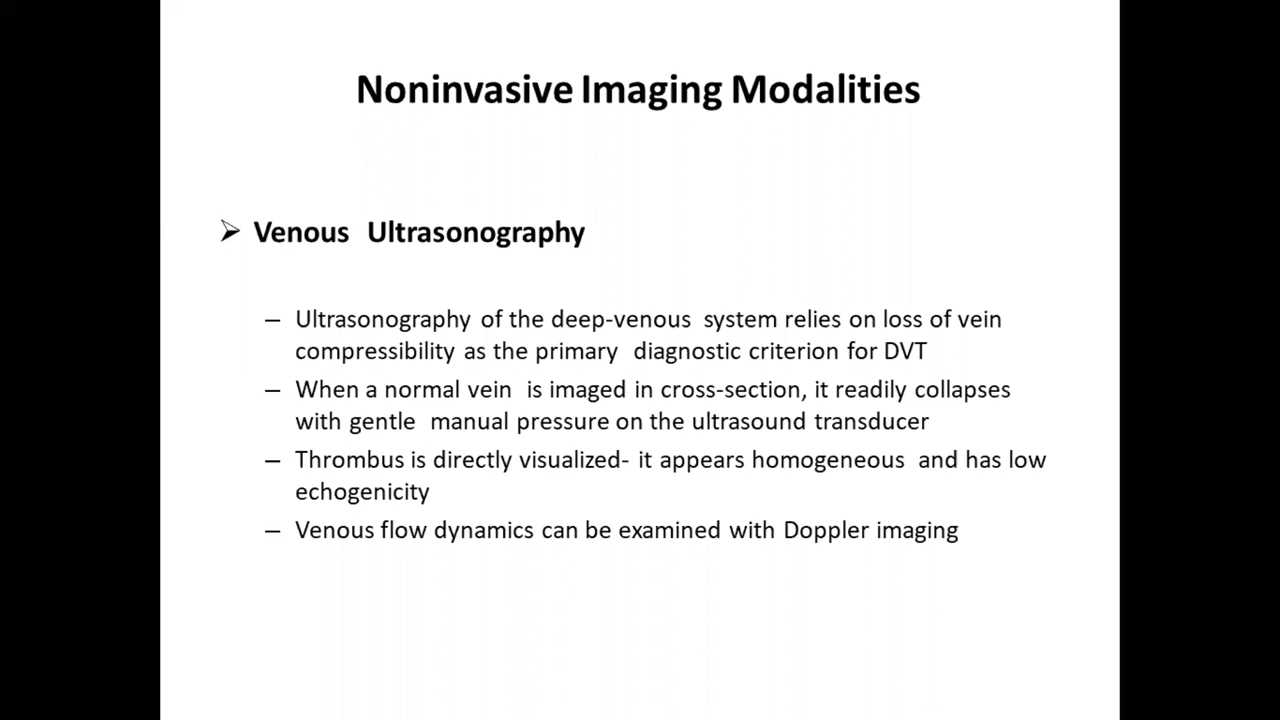 Noninvasive Imaging Modalities
➢ Venous Ultrasonography
– Ultrasonography of the deep-venous system relies on loss of vein
compressibility as the primary diagnostic criterion for DVT
– When a normal vein is imaged in cross-section, it readily collapses
with gentle manual pressure on the ultrasound transducer
– Thrombus is directly visualized- it appears homogeneous and has low
echogenicity
– Venous flow dynamics can be examined with Doppler imaging